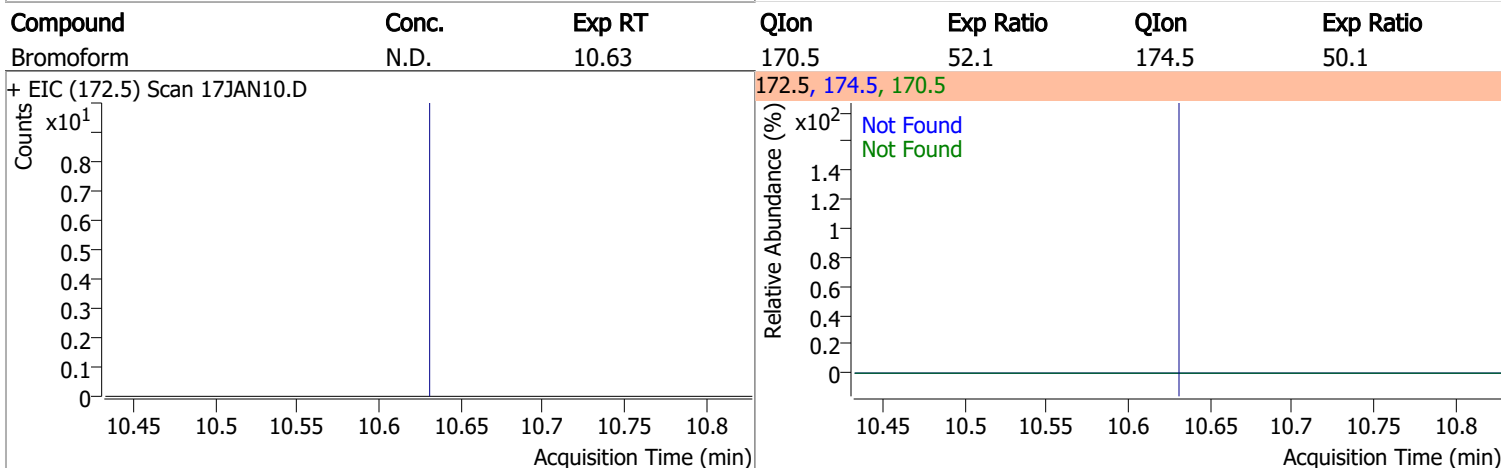 Compound Conc. Exp RT QIon Exp Ratio QIon Exp Ratio
Bromoform N.D. 10.63 170.5 52.1 174.5 50.1
+ EIC (172.5) Scan 17JAN10.D
Counts
x10¹
0.8
0.7
0.6
0.5
0.4
0.3
0.2
0.1
0
10.45 10.5 10.55 10.6 10.65 10.7 10.75 10.8
Acquisition Time (min)
172.5, 174.5, 170.5
Relative Abundance (%)
x10²
Not Found
Not Found
1.4
1.2
1
0.8
0.6
0.4
0.2
0
10.45 10.5 10.55 10.6 10.65 10.7 10.75 10.8
Acquisition Time (min)